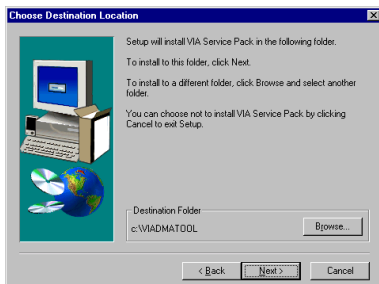 Choose Destination Location
Setup will install VIA Service Pack in the following folder.
To install to this folder, click Next.
To install to a different folder, click Browse and select another
folder.
You can choose not to install VIA Service Pack by clicking
Cancel to exit Setup.
Destination Folder
c:\VIADMATOOL
Browse...
< Back
Next >
Cancel